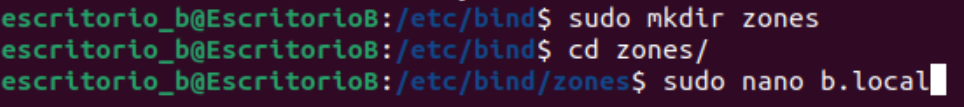 escritorio_b@EscritorioB:/etc/bind$ sudo mkdir zones
escritorio_b@EscritorioB:/etc/bind$ cd zones/
escritorio_b@EscritorioB:/etc/bind/zones$ sudo nano b.local